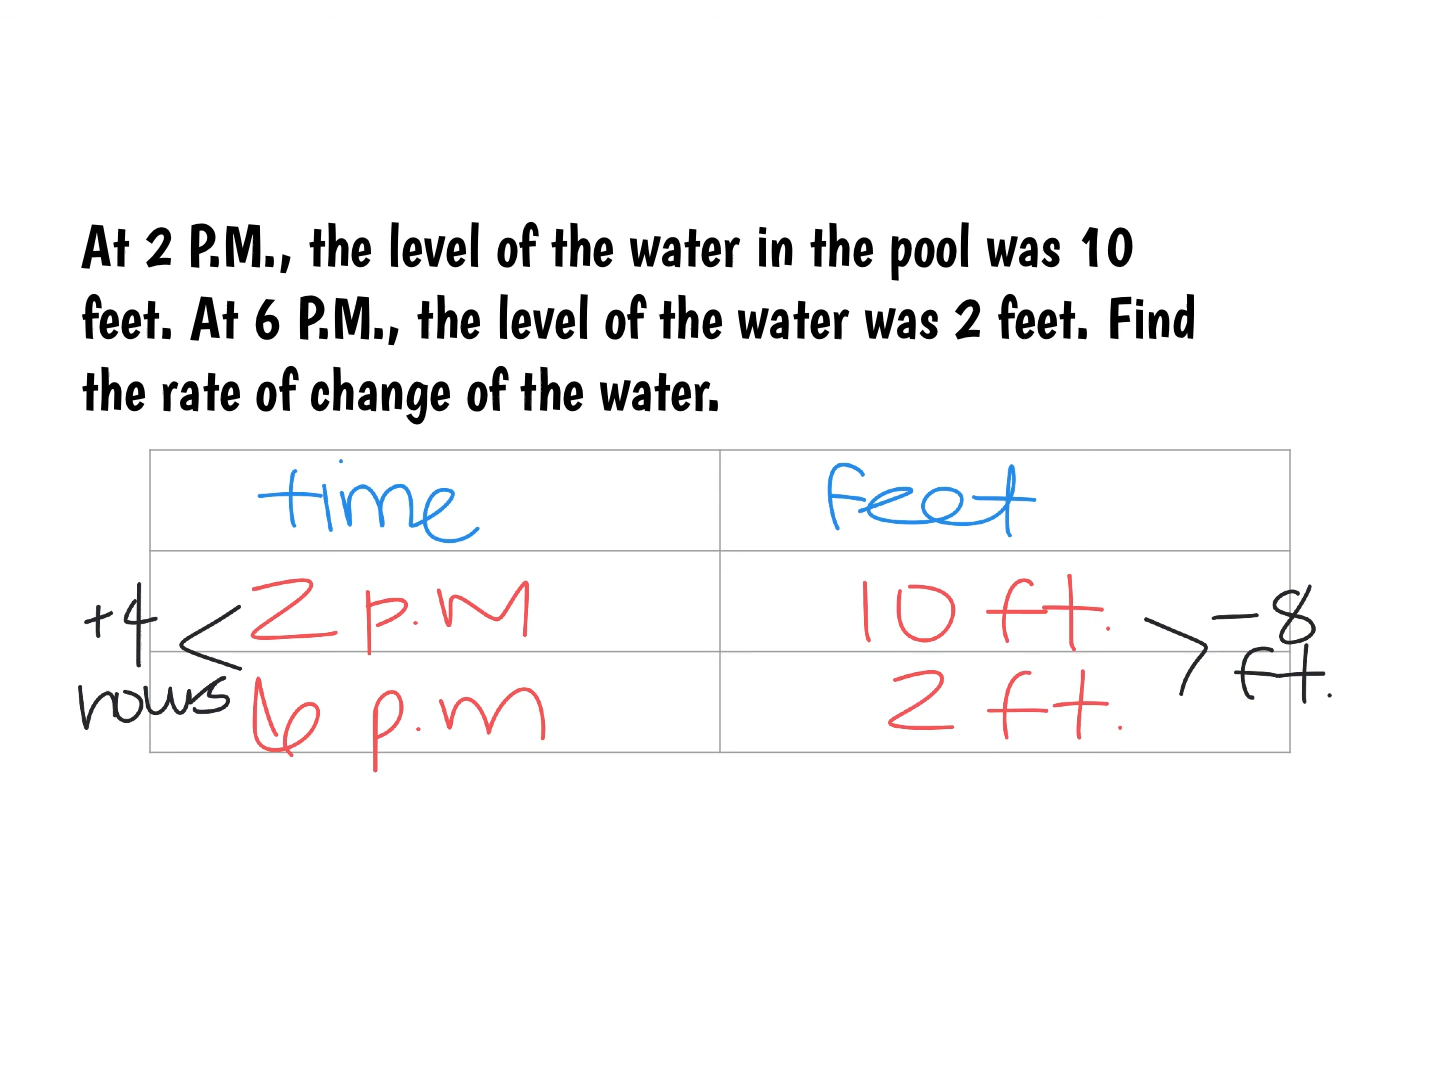 At 2 P.M., the level of the water in the pool was 10
feet. At 6 P.M., the level of the water was 2 feet. Find
the rate of change of the water.
time feet
+4 2 p.M 10 ft. -8
hours 6 p.m 2 ft. ft.